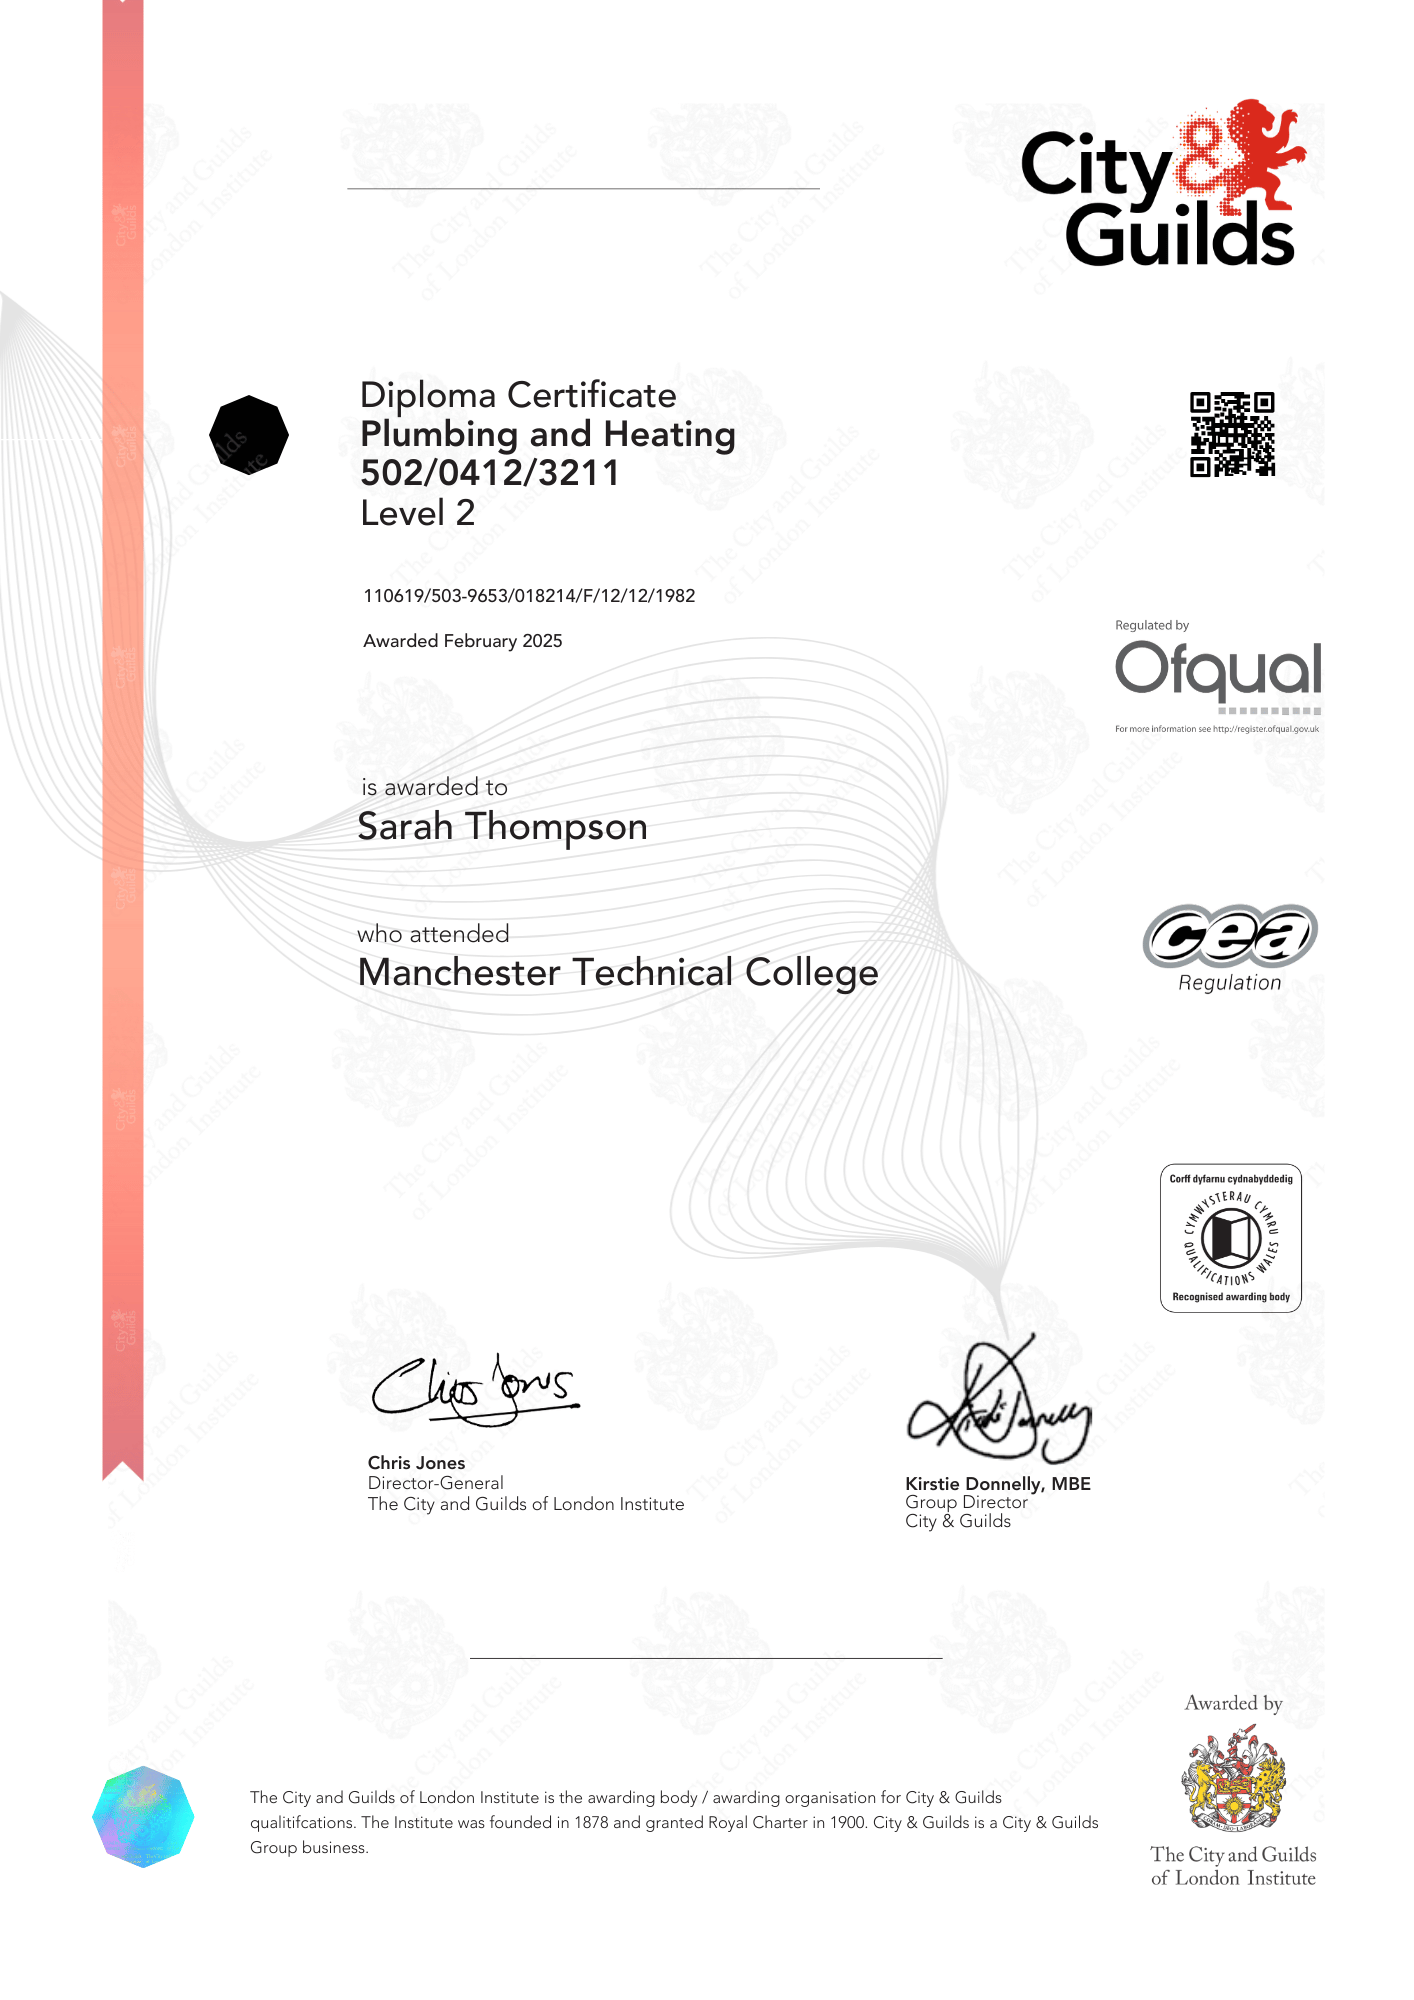 City & Guilds
Diploma Certificate
Plumbing and Heating
502/0412/3211
Level 2
110619/503-9653/018214/F/12/12/1982
Awarded February 2025
Regulated by
Ofqual
For more information see http://register.ofqual.gov.uk
is awarded to
Sarah Thompson
who attended
Manchester Technical College
cea
Regulation
Corff dyfarnu cydnabyddedig
CYMWYSTERAU CYMRU
QUALIFICATIONS WALES
Recognised awarding body
Chris Jones
Chris Jones
Director-General
The City and Guilds of London Institute
Kirstie Donnelly
Kirstie Donnelly, MBE
Group Director
City & Guilds
Awarded by
The City and Guilds
of London Institute
The City and Guilds of London Institute is the awarding body / awarding organisation for City & Guilds
qualitifcations. The Institute was founded in 1878 and granted Royal Charter in 1900. City & Guilds is a City & Guilds
Group business.